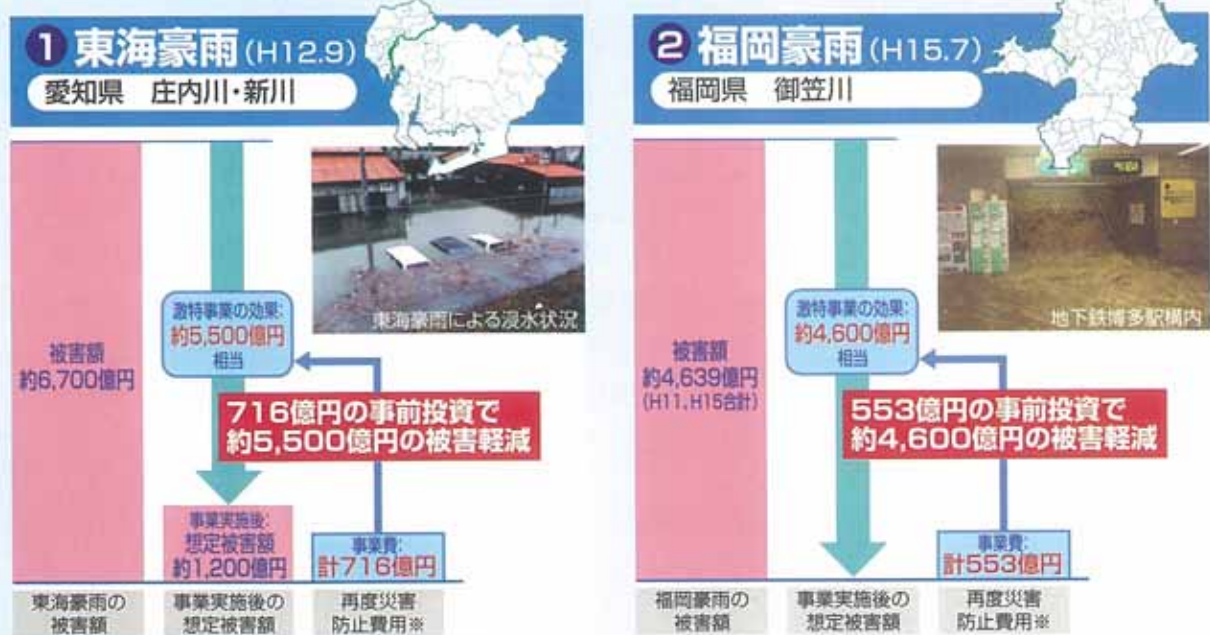 1 東海豪雨(H12.9)
愛知県 庄内川・新川
東海豪雨による浸水状況
被害額
約6,700億円
激特事業の効果:
約5,500億円
相当
716億円の事前投資で
約5,500億円の被害軽減
事業実施後:
想定被害額
約1,200億円
事業費:
計716億円
東海豪雨の
被害額
事業実施後の
想定被害額
再度災害
防止費用※
2 福岡豪雨(H15.7)
福岡県 御笠川
地下鉄博多駅構内
被害額
約4,639億円
(H11、H15合計)
激特事業の効果:
約4,600億円
相当
553億円の事前投資で
約4,600億円の被害軽減
事業費:
計553億円
福岡豪雨の
被害額
事業実施後の
想定被害額
再度災害
防止費用※